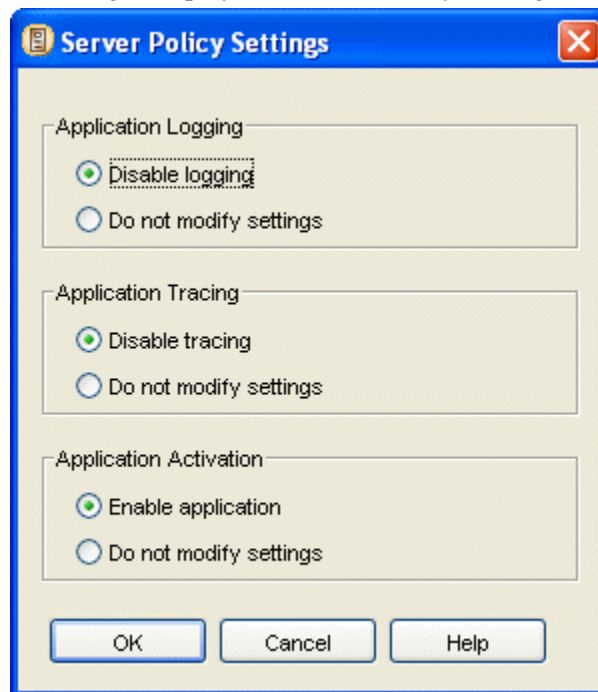 Server Policy Settings
Application Logging
Disable logging
Do not modify settings
Application Tracing
Disable tracing
Do not modify settings
Application Activation
Enable application
Do not modify settings
OK Cancel Help